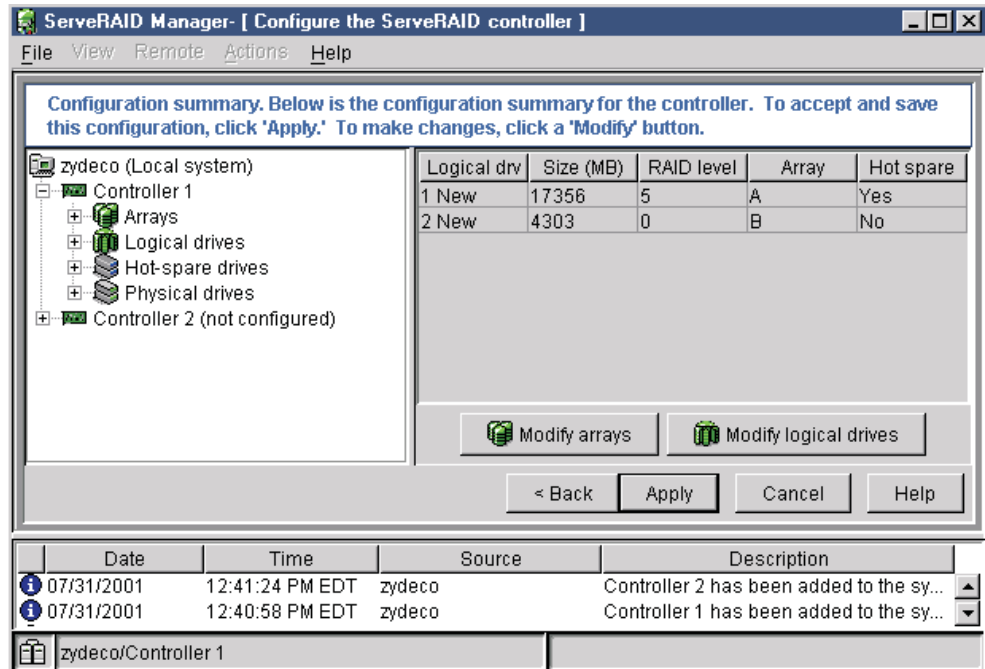 ServeRAID Manager- [ Configure the ServeRAID controller ]
File View Remote Actions Help
Configuration summary. Below is the configuration summary for the controller. To accept and save
this configuration, click 'Apply.' To make changes, click a 'Modify' button.
zydeco (Local system)
Controller 1
Arrays
Logical drives
Hot-spare drives
Physical drives
Controller 2 (not configured)
Logical drv Size (MB) RAID level Array Hot spare
1 New 17356 5 A Yes
2 New 4303 0 B No
Modify arrays Modify logical drives
< Back Apply Cancel Help
Date Time Source Description
07/31/2001 12:41:24 PM EDT zydeco Controller 2 has been added to the sy...
07/31/2001 12:40:58 PM EDT zydeco Controller 1 has been added to the sy...
zydeco/Controller 1